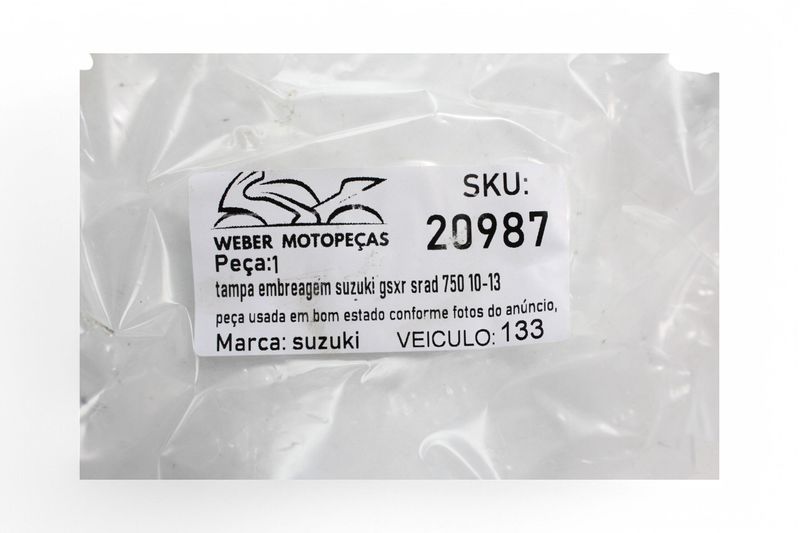 SKU:
20987
WEBER MOTOPEÇAS
Peça:1
tampa embreagem suzuki gsxr srad 750 10-13
peça usada em bom estado conforme fotos do anúncio,
Marca: suzuki VEICULO: 133